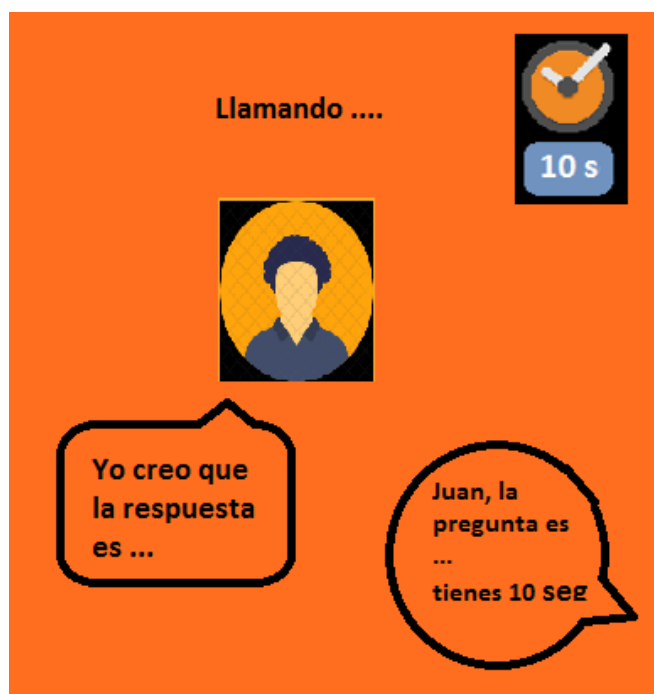 Llamando ....
10 s
Yo creo que
la respuesta
es ...
Juan, la
pregunta es
...
tienes 10 seg